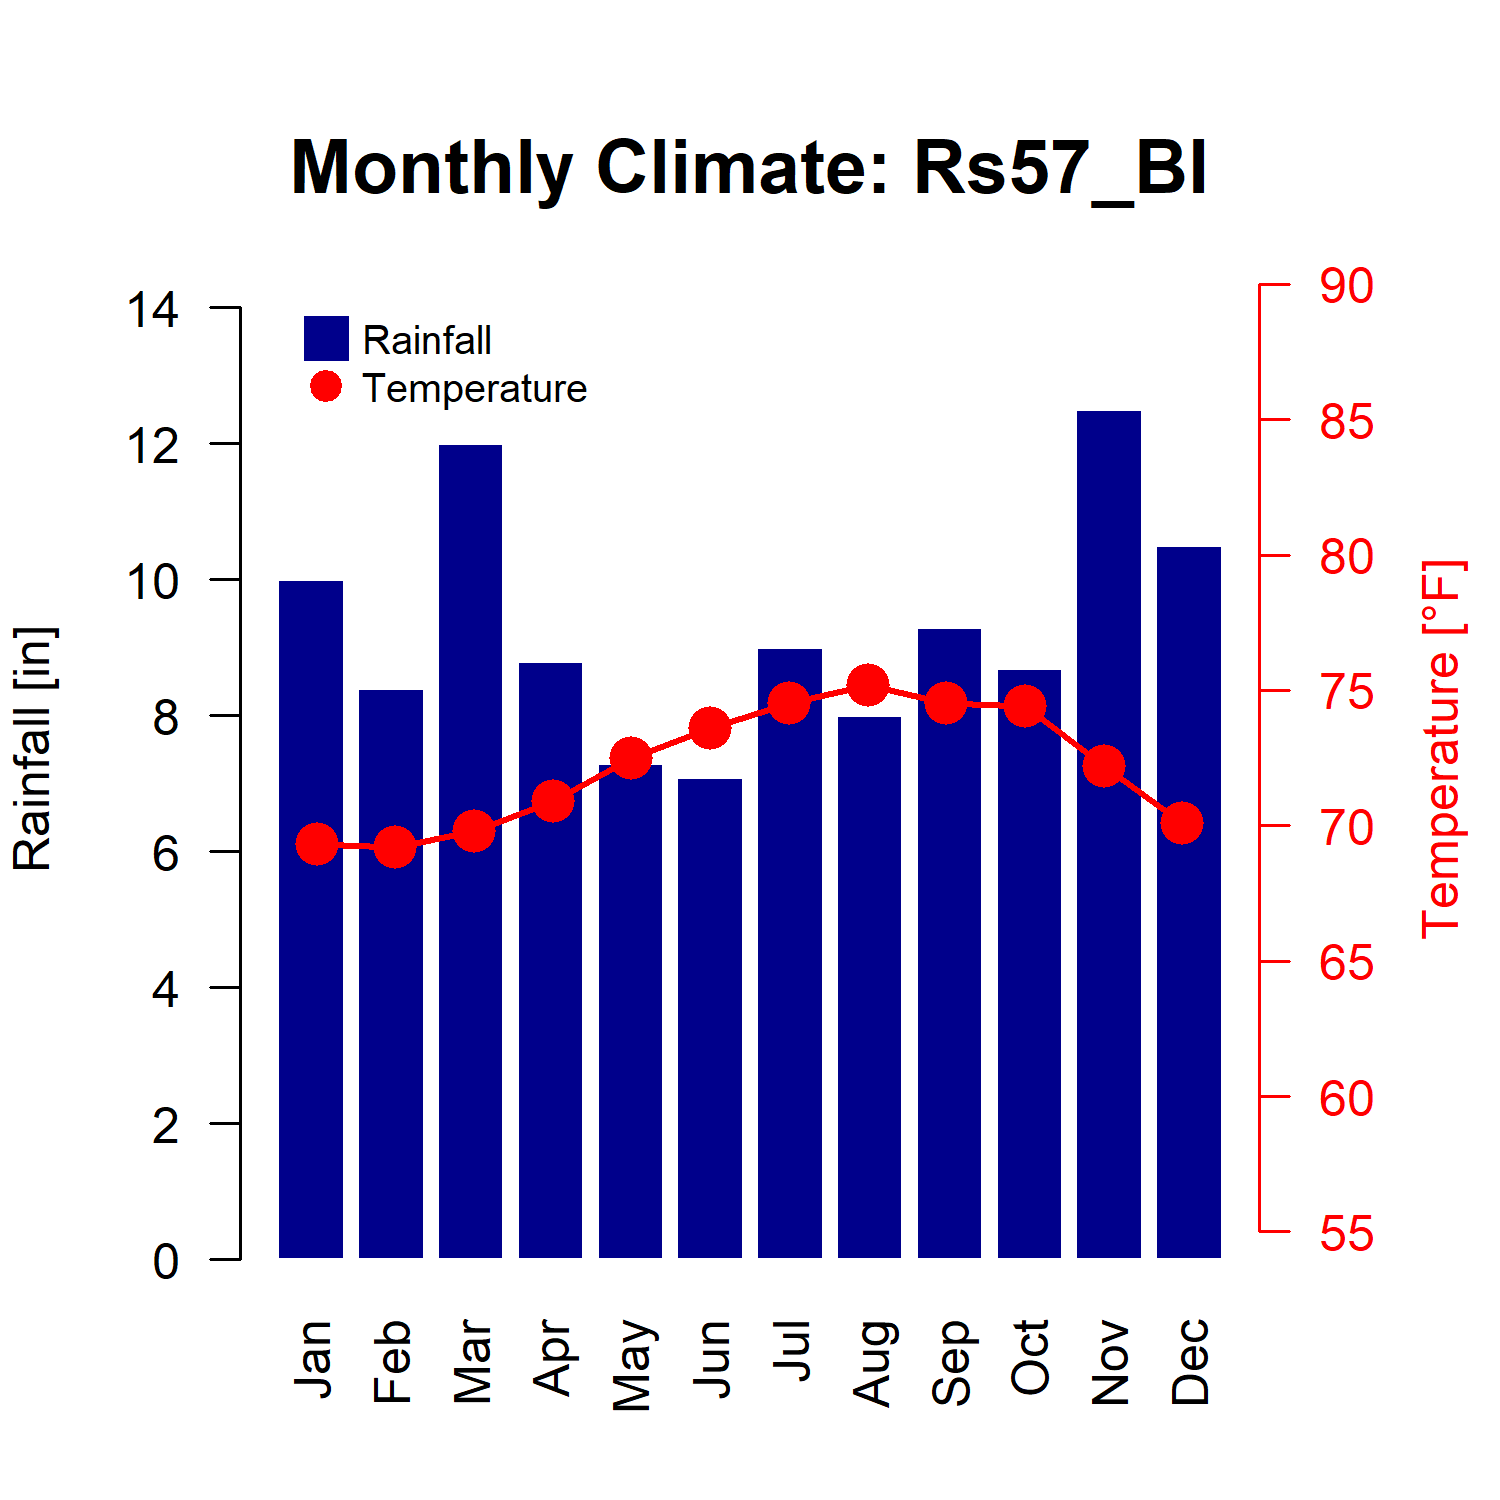 Monthly Climate: Rs57_BI
Rainfall
Temperature
14
12
10
8
6
4
2
0
Rainfall [in]
90
85
80
75
70
65
60
55
Temperature [°F]
Jan
Feb
Mar
Apr
May
Jun
Jul
Aug
Sep
Oct
Nov
Dec